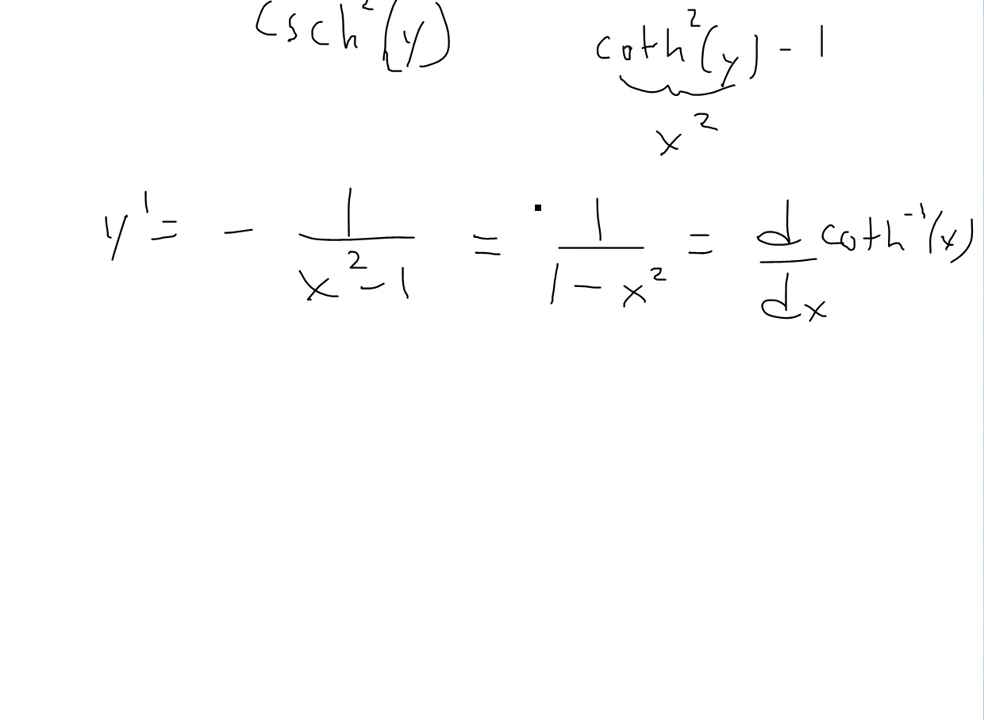 csch²(y) coth²(y) - 1
x²
y' = - 1/(x² - 1) = 1/(1 - x²) = d/dx coth⁻¹(x)